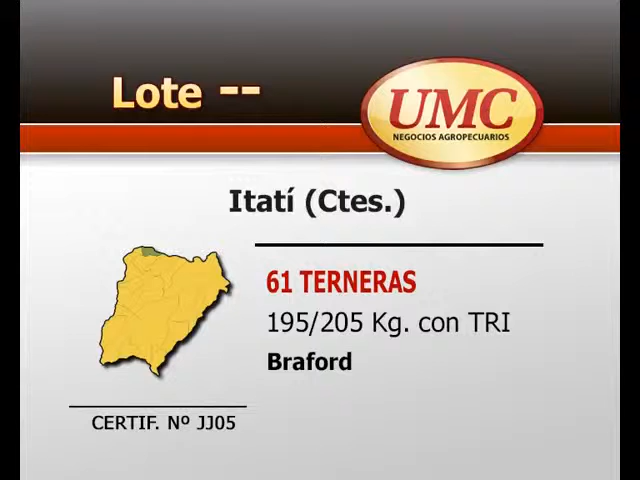 Lote --
UMC
NEGOCIOS AGROPECUARIOS
Itatí (Ctes.)
61 TERNERAS
195/205 Kg. con TRI
Braford
CERTIF. Nº JJ05